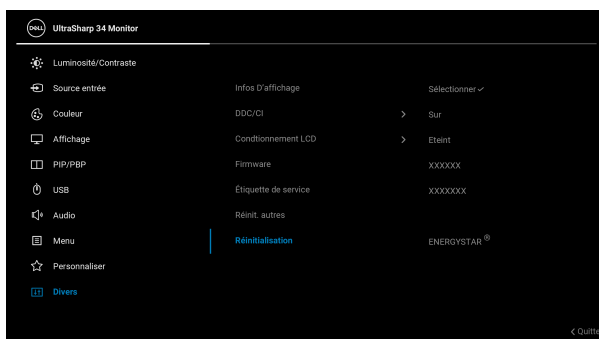 DELL UltraSharp 34 Monitor
Luminosité/Contraste
Source entrée Infos D'affichage Sélectionner
Couleur DDC/CI > Sur
Affichage Condtionnement LCD > Eteint
PIP/PBP Firmware XXXXXX
USB Étiquette de service XXXXXXX
Audio Réinit. autres
Menu Réinitialisation ENERGYSTAR ®
Personnaliser
Divers
< Quitte